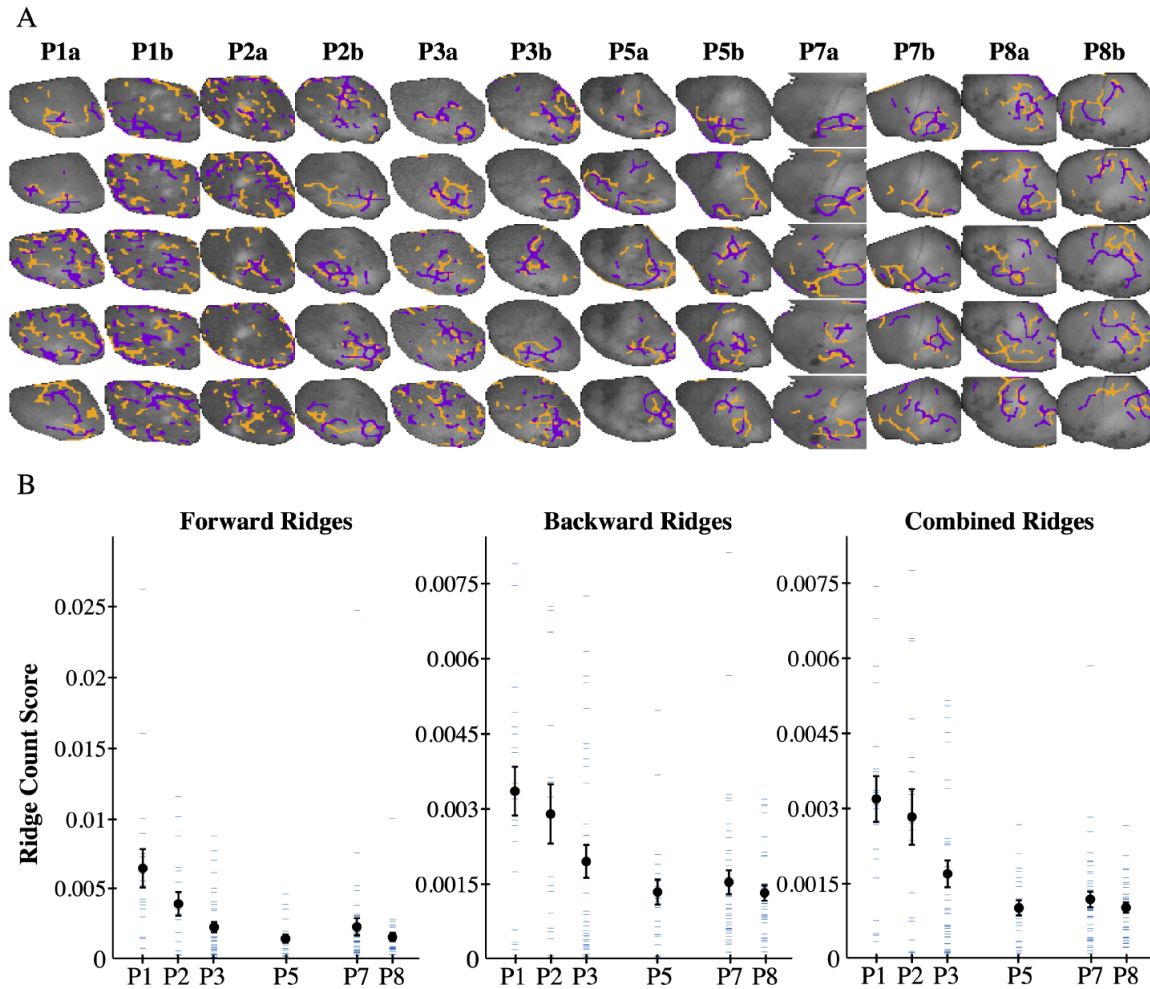 A
P1a P1b P2a P2b P3a P3b P5a P5b P7a P7b P8a P8b
B
Forward Ridges Backward Ridges Combined Ridges
Ridge Count Score
0.025
0.02
0.015
0.01
0.005
0
P1 P2 P3 P5 P7 P8
0.0075
0.006
0.0045
0.003
0.0015
0
P1 P2 P3 P5 P7 P8
0.0075
0.006
0.0045
0.003
0.0015
0
P1 P2 P3 P5 P7 P8